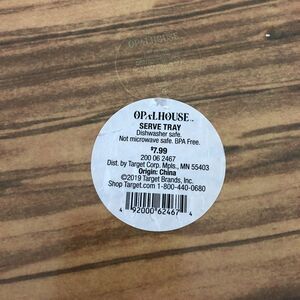 OPALHOUSE
OPALHOUSE™
SERVE TRAY
Dishwasher safe.
Not microwave safe. BPA Free.
$7.99
200 06 2467
Dist. by Target Corp. Mpls., MN 55403
Origin: China
©2019 Target Brands, Inc.
Shop Target.com 1-800-440-0680
4 92000 62467 4